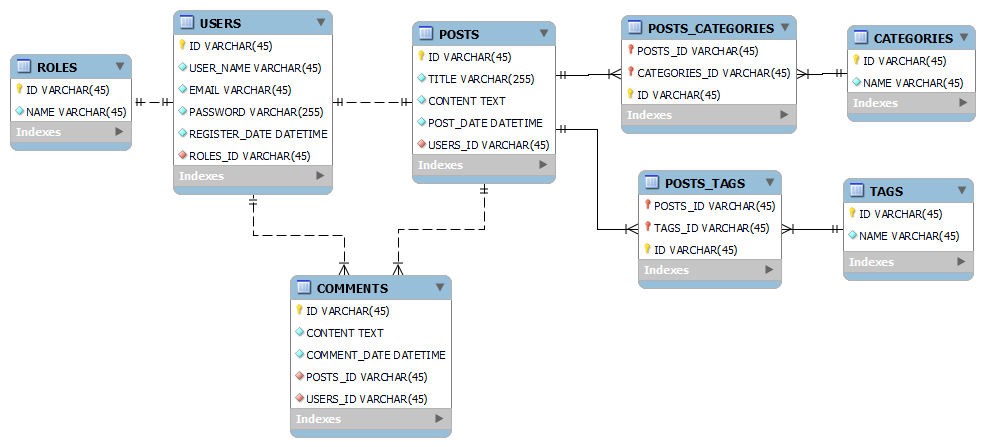 ROLES
ID VARCHAR(45)
NAME VARCHAR(45)
Indexes
USERS
ID VARCHAR(45)
USER_NAME VARCHAR(45)
EMAIL VARCHAR(45)
PASSWORD VARCHAR(255)
REGISTER_DATE DATETIME
ROLES_ID VARCHAR(45)
Indexes
POSTS
ID VARCHAR(45)
TITLE VARCHAR(255)
CONTENT TEXT
POST_DATE DATETIME
USERS_ID VARCHAR(45)
Indexes
POSTS_CATEGORIES
POSTS_ID VARCHAR(45)
CATEGORIES_ID VARCHAR(45)
ID VARCHAR(45)
Indexes
CATEGORIES
ID VARCHAR(45)
NAME VARCHAR(45)
Indexes
POSTS_TAGS
POSTS_ID VARCHAR(45)
TAGS_ID VARCHAR(45)
ID VARCHAR(45)
Indexes
TAGS
ID VARCHAR(45)
NAME VARCHAR(45)
Indexes
COMMENTS
ID VARCHAR(45)
CONTENT TEXT
COMMENT_DATE DATETIME
POSTS_ID VARCHAR(45)
USERS_ID VARCHAR(45)
Indexes